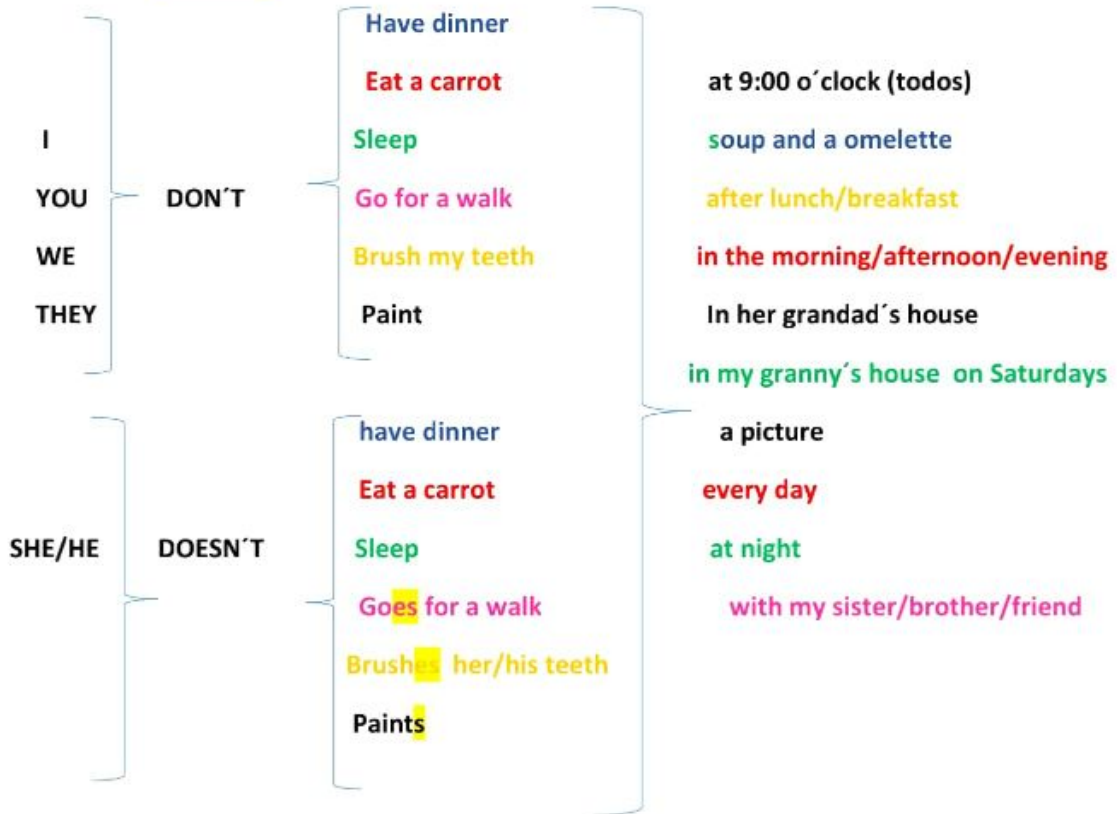 Have dinner
Eat a carrot at 9:00 o´clock (todos)
I Sleep soup and a omelette
YOU DON´T Go for a walk after lunch/breakfast
WE Brush my teeth in the morning/afternoon/evening
THEY Paint In her grandad´s house
in my granny´s house on Saturdays
have dinner a picture
Eat a carrot every day
SHE/HE DOESN´T Sleep at night
Goes for a walk with my sister/brother/friend
Brushes her/his teeth
Paints